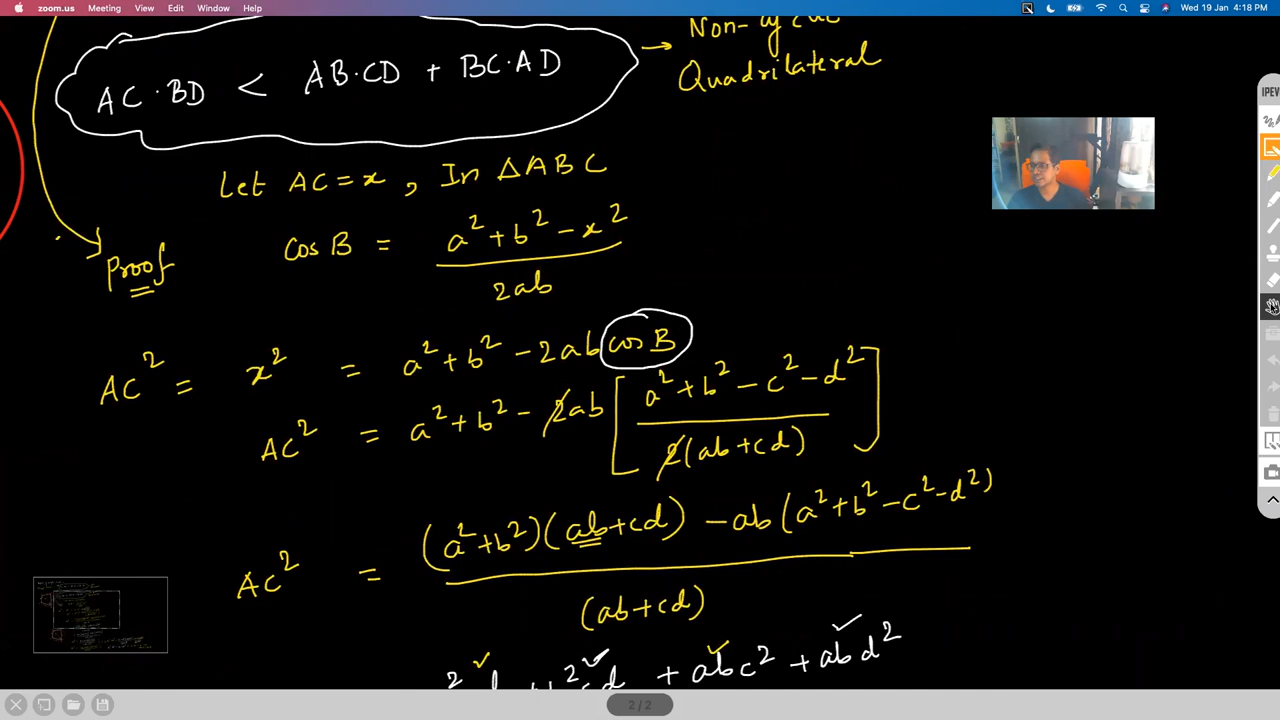 zoom.us Meeting View Edit Window Help
Wed 19 Jan 4:18 PM
AC · BD < AB·CD + BC·AD
→ Non-
Quadrilateral
IPEV
Let AC = x , In ΔABC
Proof
cos B = (a² + b² - x²) / 2ab
AC² = x² = a² + b² - 2ab cos B
AC² = a² + b² - 2ab [ (a² + b² - c² - d²) / 2(ab + cd) ]
AC² = ((a² + b²)(ab + cd) - ab(a² + b² - c² - d²)) / (ab + cd)
+ abc² + abd²
2 / 2